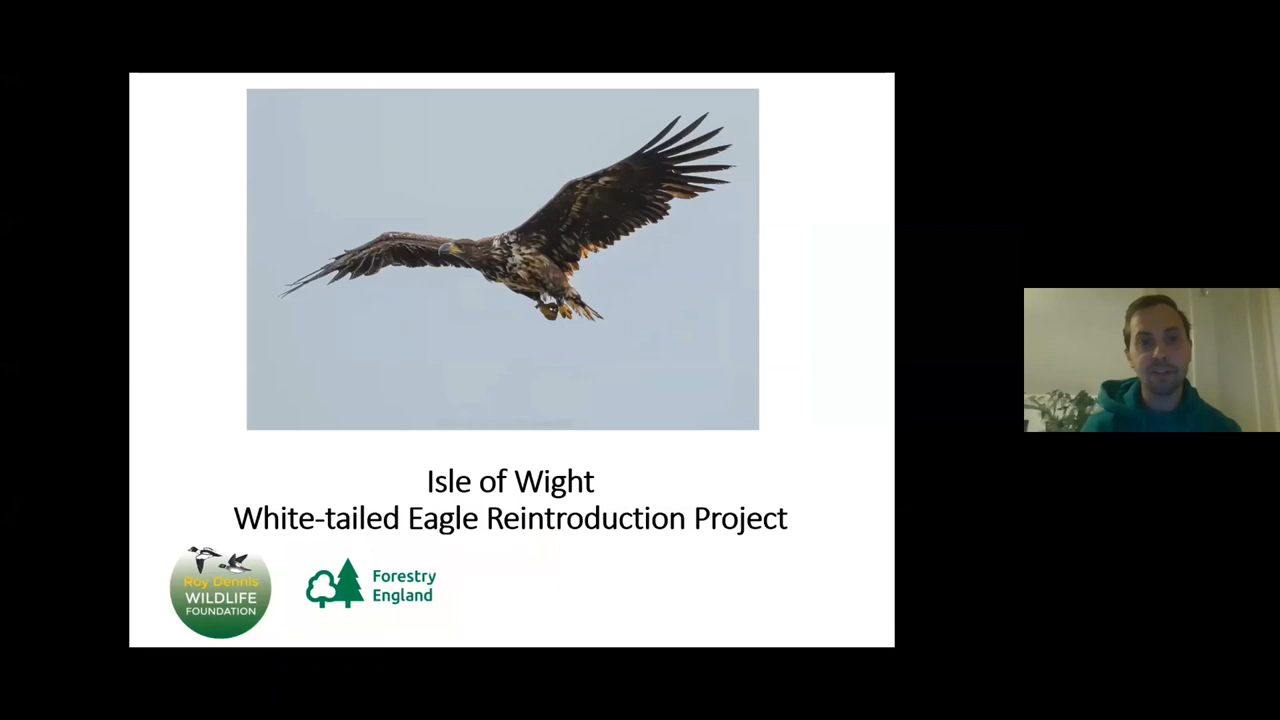 Isle of Wight
White-tailed Eagle Reintroduction Project
Roy Dennis
WILDLIFE
FOUNDATION
Forestry
England